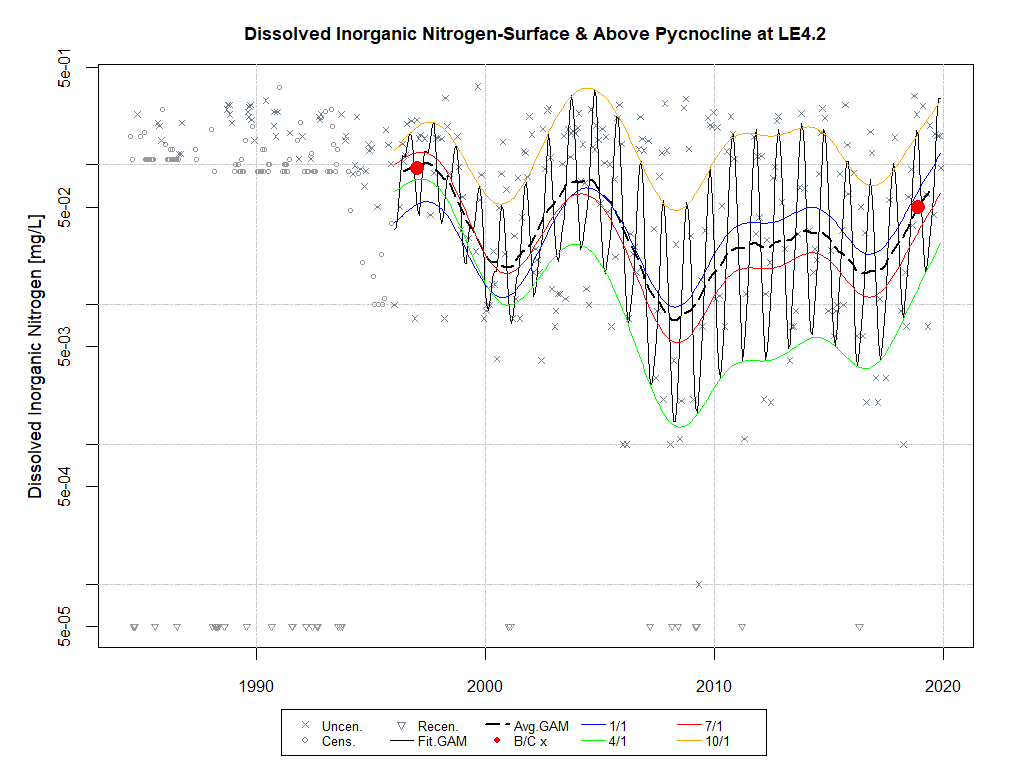 Dissolved Inorganic Nitrogen-Surface & Above Pycnocline at LE4.2
Dissolved Inorganic Nitrogen [mg/L]
5e-01
5e-02
5e-03
5e-04
5e-05
1990 2000 2010 2020
Uncen. Recen. Avg.GAM 1/1 7/1
Cens. Fit.GAM B/C x 4/1 10/1